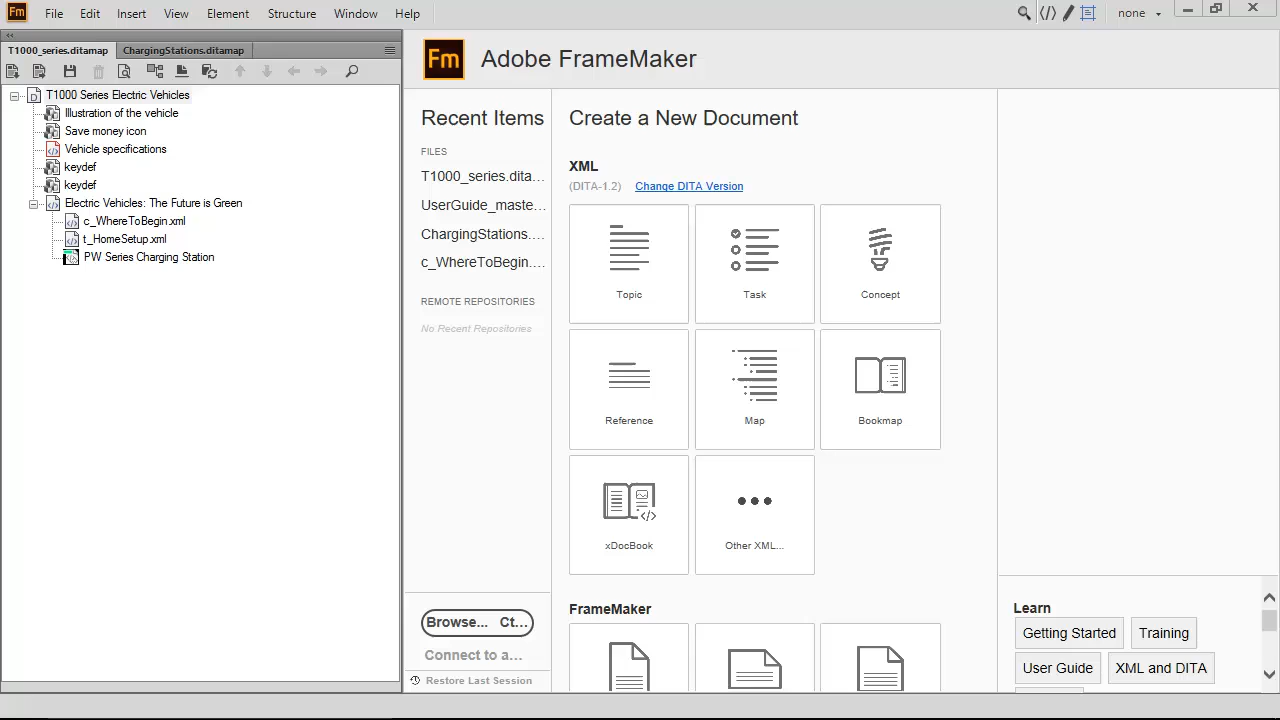 Fm File Edit Insert View Element Structure Window Help none
T1000_series.ditamap ChargingStations.ditamap
T1000 Series Electric Vehicles
Illustration of the vehicle
Save money icon
Vehicle specifications
keydef
keydef
Electric Vehicles: The Future is Green
c_WhereToBegin.xml
t_HomeSetup.xml
PW Series Charging Station
Fm Adobe FrameMaker
Recent Items
FILES
T1000_series.dita...
UserGuide_maste...
ChargingStations....
c_WhereToBegin....
REMOTE REPOSITORIES
No Recent Repositories
Browse... Ct...
Connect to a...
Restore Last Session
Create a New Document
XML
(DITA-1.2) Change DITA Version
Topic Task Concept
Reference Map Bookmap
xDocBook Other XML...
FrameMaker
Learn
Getting Started Training
User Guide XML and DITA